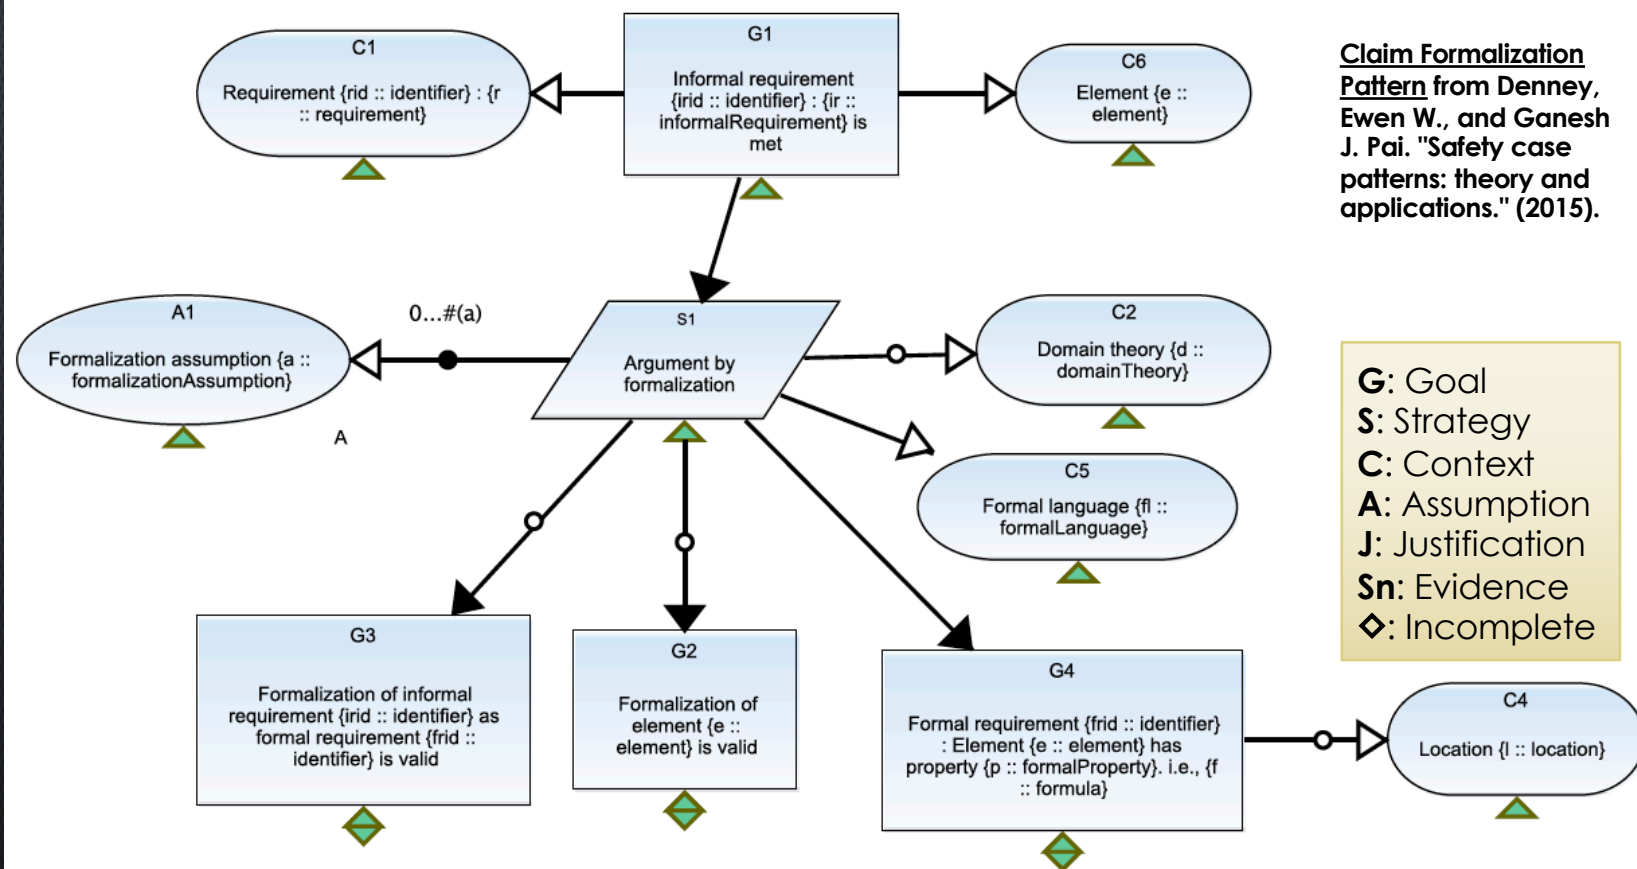 C1
Requirement {rid :: identifier} : {r
:: requirement}
G1
Informal requirement
{irid :: identifier} : {ir ::
informalRequirement} is
met
C6
Element {e ::
element}
Claim Formalization
Pattern from Denney,
Ewen W., and Ganesh
J. Pai. "Safety case
patterns: theory and
applications." (2015).
A1
Formalization assumption {a ::
formalizationAssumption}
A
0...#(a)
S1
Argument by
formalization
C2
Domain theory {d ::
domainTheory}
C5
Formal language {fl ::
formalLanguage}
G: Goal
S: Strategy
C: Context
A: Assumption
J: Justification
Sn: Evidence
◇: Incomplete
G3
Formalization of informal
requirement {irid :: identifier} as
formal requirement {frid ::
identifier} is valid
G2
Formalization of
element {e ::
element} is valid
G4
Formal requirement {frid :: identifier}
: Element {e :: element} has
property {p :: formalProperty}. i.e., {f
:: formula}
C4
Location {l :: location}